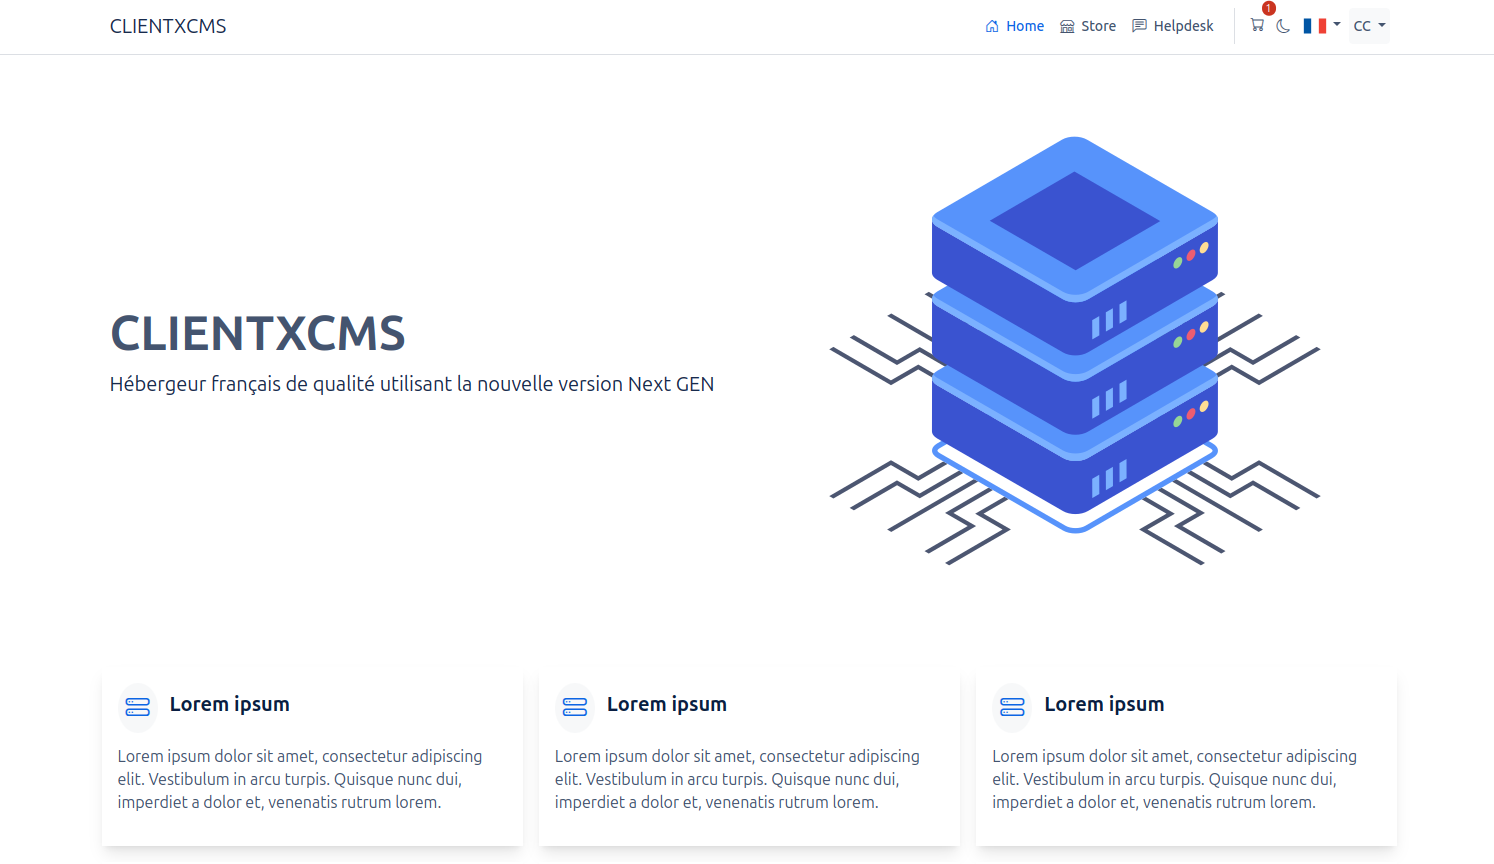 CLIENTXCMS
Home Store Helpdesk 1 CC
CLIENTXCMS
Hébergeur français de qualité utilisant la nouvelle version Next GEN
Lorem ipsum
Lorem ipsum dolor sit amet, consectetur adipiscing
elit. Vestibulum in arcu turpis. Quisque nunc dui,
imperdiet a dolor et, venenatis rutrum lorem.
Lorem ipsum
Lorem ipsum dolor sit amet, consectetur adipiscing
elit. Vestibulum in arcu turpis. Quisque nunc dui,
imperdiet a dolor et, venenatis rutrum lorem.
Lorem ipsum
Lorem ipsum dolor sit amet, consectetur adipiscing
elit. Vestibulum in arcu turpis. Quisque nunc dui,
imperdiet a dolor et, venenatis rutrum lorem.